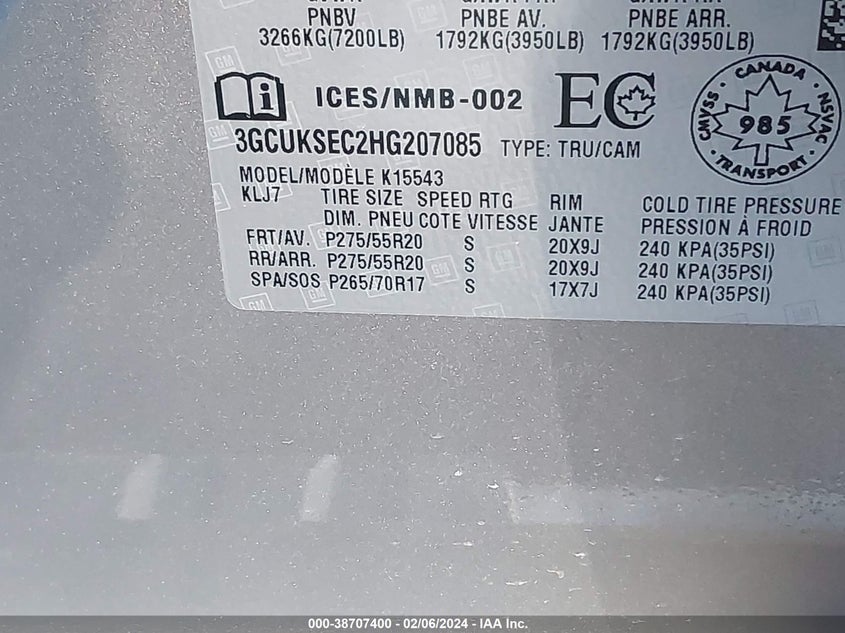 PNBV PNBE AV. PNBE ARR.
3266KG(7200LB) 1792KG(3950LB) 1792KG(3950LB)
ICES/NMB-002 EC
CANADA
CMVSS 985 NSVAC
TRANSPORT
3GCUKSEC2HG207085 TYPE: TRU/CAM
MODEL/MODÈLE K15543
KLJ7 TIRE SIZE SPEED RTG RIM COLD TIRE PRESSURE
DIM. PNEU COTE VITESSE JANTE PRESSION À FROID
FRT/AV. P275/55R20 S 20X9J 240 KPA(35PSI)
RR/ARR. P275/55R20 S 20X9J 240 KPA(35PSI)
SPA/SOS P265/70R17 S 17X7J 240 KPA(35PSI)
000-38707400 - 02/06/2024 - IAA Inc.